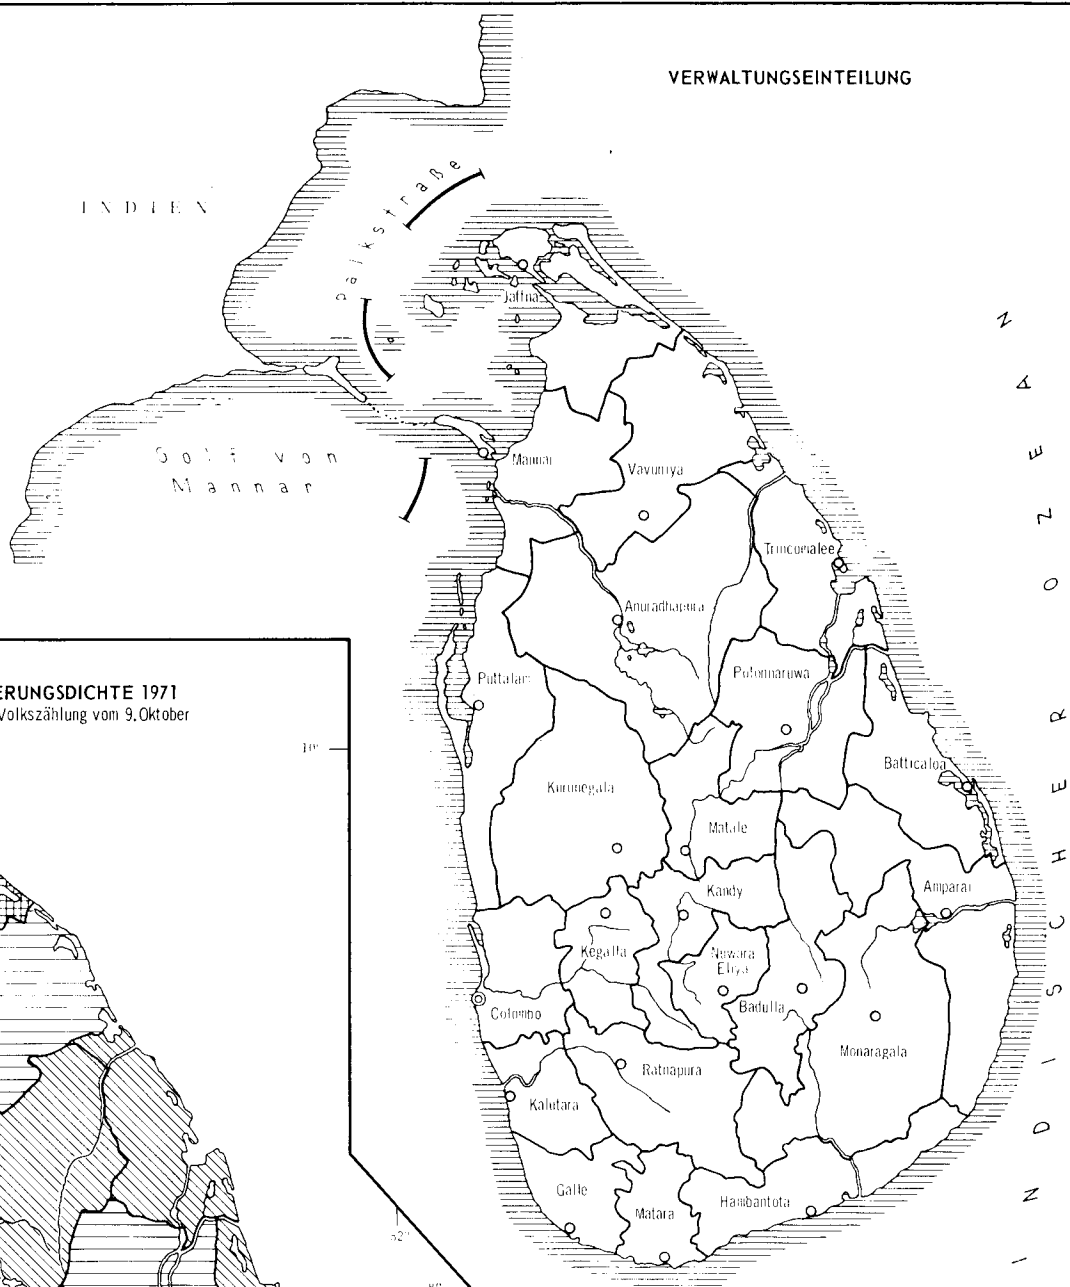 VERWALTUNGSEINTEILUNG
INDIEN
Palkstraße
Jaffna
Golf von
Mannar
Mannar
Vavuniya
Trincomalee
Anuradhapura
Puttalam
Polonnaruwa
ERUNGSDICHTE 1971
Volkszählung vom 9. Oktober
Batticaloa
Kurunegala
Matale
Kandy
Amparai
Kegalla
Nuwara
Eliya
Badulla
Colombo
Monaragala
Ratnapura
Kalutara
Galle
Matara
Hambantota
INDISCHER OZEAN